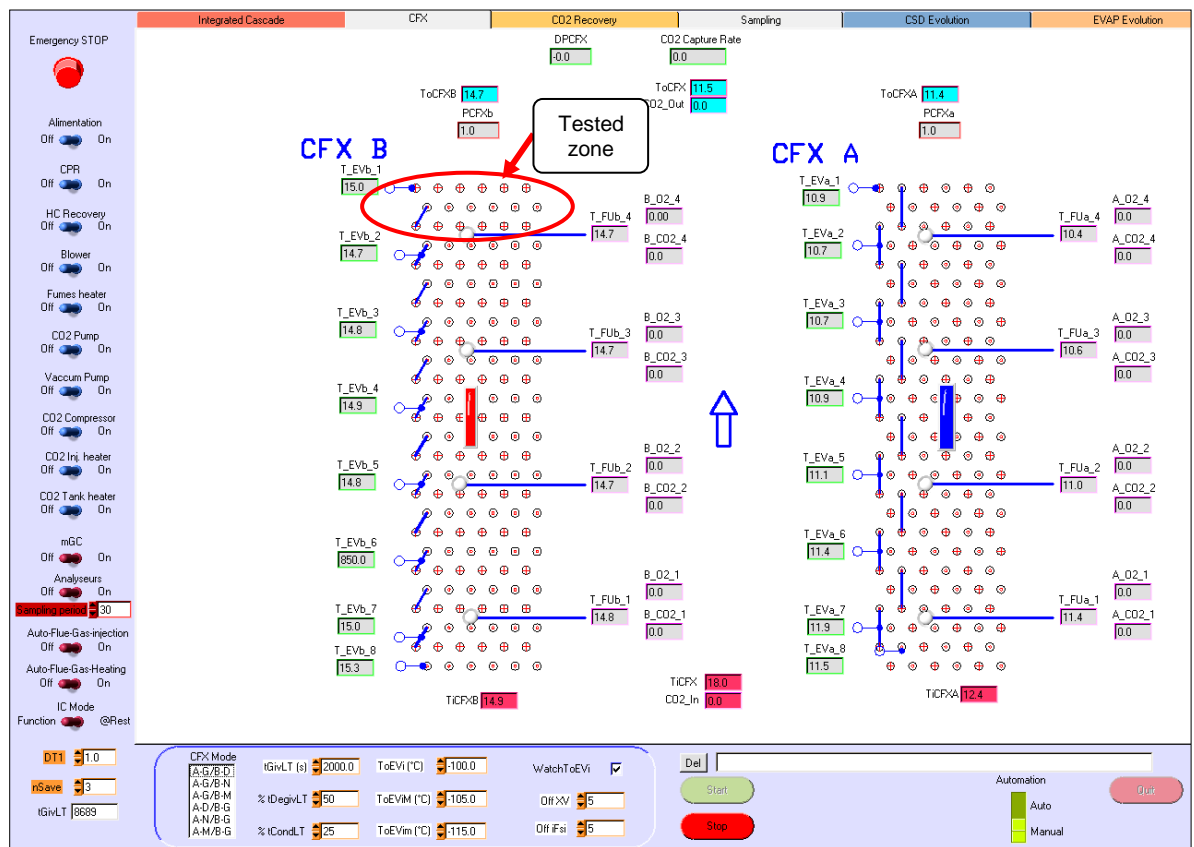 Integrated Cascade CFX CO2 Recovery Sampling CSD Evolution EVAP Evolution
Emergency STOP
Alimentation
Off On
CPR
Off On
HC Recovery
Off On
Blower
Off On
Fumes heater
Off On
CO2 Pump
Off On
Vaccum Pump
Off On
CO2 Compressor
Off On
CO2 Inj. heater
Off On
CO2 Tank heater
Off On
mGC
Off On
Analyseurs
Off On
Sampling period 30
Auto-Flue-Gas-injection
Off On
Auto-Flue-Gas-Heating
Off On
IC Mode
Function @Rest
DT1 1.0
nSave 3
tGivLT 8689
DPCFX
-0.0
CO2 Capture Rate
0.0
ToCFXB 14.7
PCFXb
1.0
ToCFX 11.5
CO2_Out 0.0
ToCFXA 11.4
PCFXa
1.0
Tested
zone
CFX B
T_EVb_1
15.0
T_EVb_2
14.7
T_EVb_3
14.8
T_EVb_4
14.9
T_EVb_5
14.8
T_EVb_6
850.0
T_EVb_7
15.0
T_EVb_8
15.3
T_FUb_4
14.7
B_O2_4
0.00
B_CO2_4
0.0
T_FUb_3
14.7
B_O2_3
0.0
B_CO2_3
0.0
T_FUb_2
14.7
B_O2_2
0.0
B_CO2_2
0.0
T_FUb_1
14.8
B_O2_1
0.0
B_CO2_1
0.0
TiCFXB 14.9
TiCFX 18.0
CO2_In 0.0
CFX A
T_EVa_1
10.9
T_EVa_2
10.7
T_EVa_3
10.7
T_EVa_4
10.9
T_EVa_5
11.1
T_EVa_6
11.4
T_EVa_7
11.9
T_EVa_8
11.5
T_FUa_4
10.4
A_O2_4
0.0
A_CO2_4
0.0
T_FUa_3
10.6
A_O2_3
0.0
A_CO2_3
0.0
T_FUa_2
11.0
A_O2_2
0.0
A_CO2_2
0.0
T_FUa_1
11.4
A_O2_1
0.0
A_CO2_1
0.0
TiCFXA 12.4
CFX Mode
A-G/B-D
A-G/B-N
A-G/B-M
A-D/B-G
A-N/B-G
A-M/B-G
tGivLT (s) 2000.0
% tDegivLT 50
% tCondLT 25
ToEVi (°C) -100.0
ToEViM (°C) -105.0
ToEVim (°C) -115.0
WatchToEVi
Off XV 5
Off iFsi 5
Del
Start
Stop
Automation
Auto
Manual
Quir